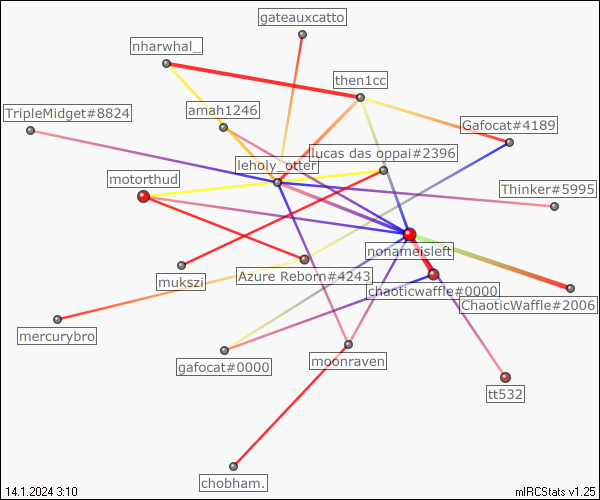 gateauxcatto
nharwhal_
then1cc
TripleMidget#8824
amah1246
Gafocat#4189
lucas das oppai#2396
leholy_otter
motorthud
Thinker#5995
nonameisleft
Azure Reborn#4243
mukszi
chaoticwaffle#0000
ChaoticWaffle#2006
mercurybro
gafocat#0000
moonraven
tt532
chobham.
14.1.2024 3:10
mIRCStats v1.25